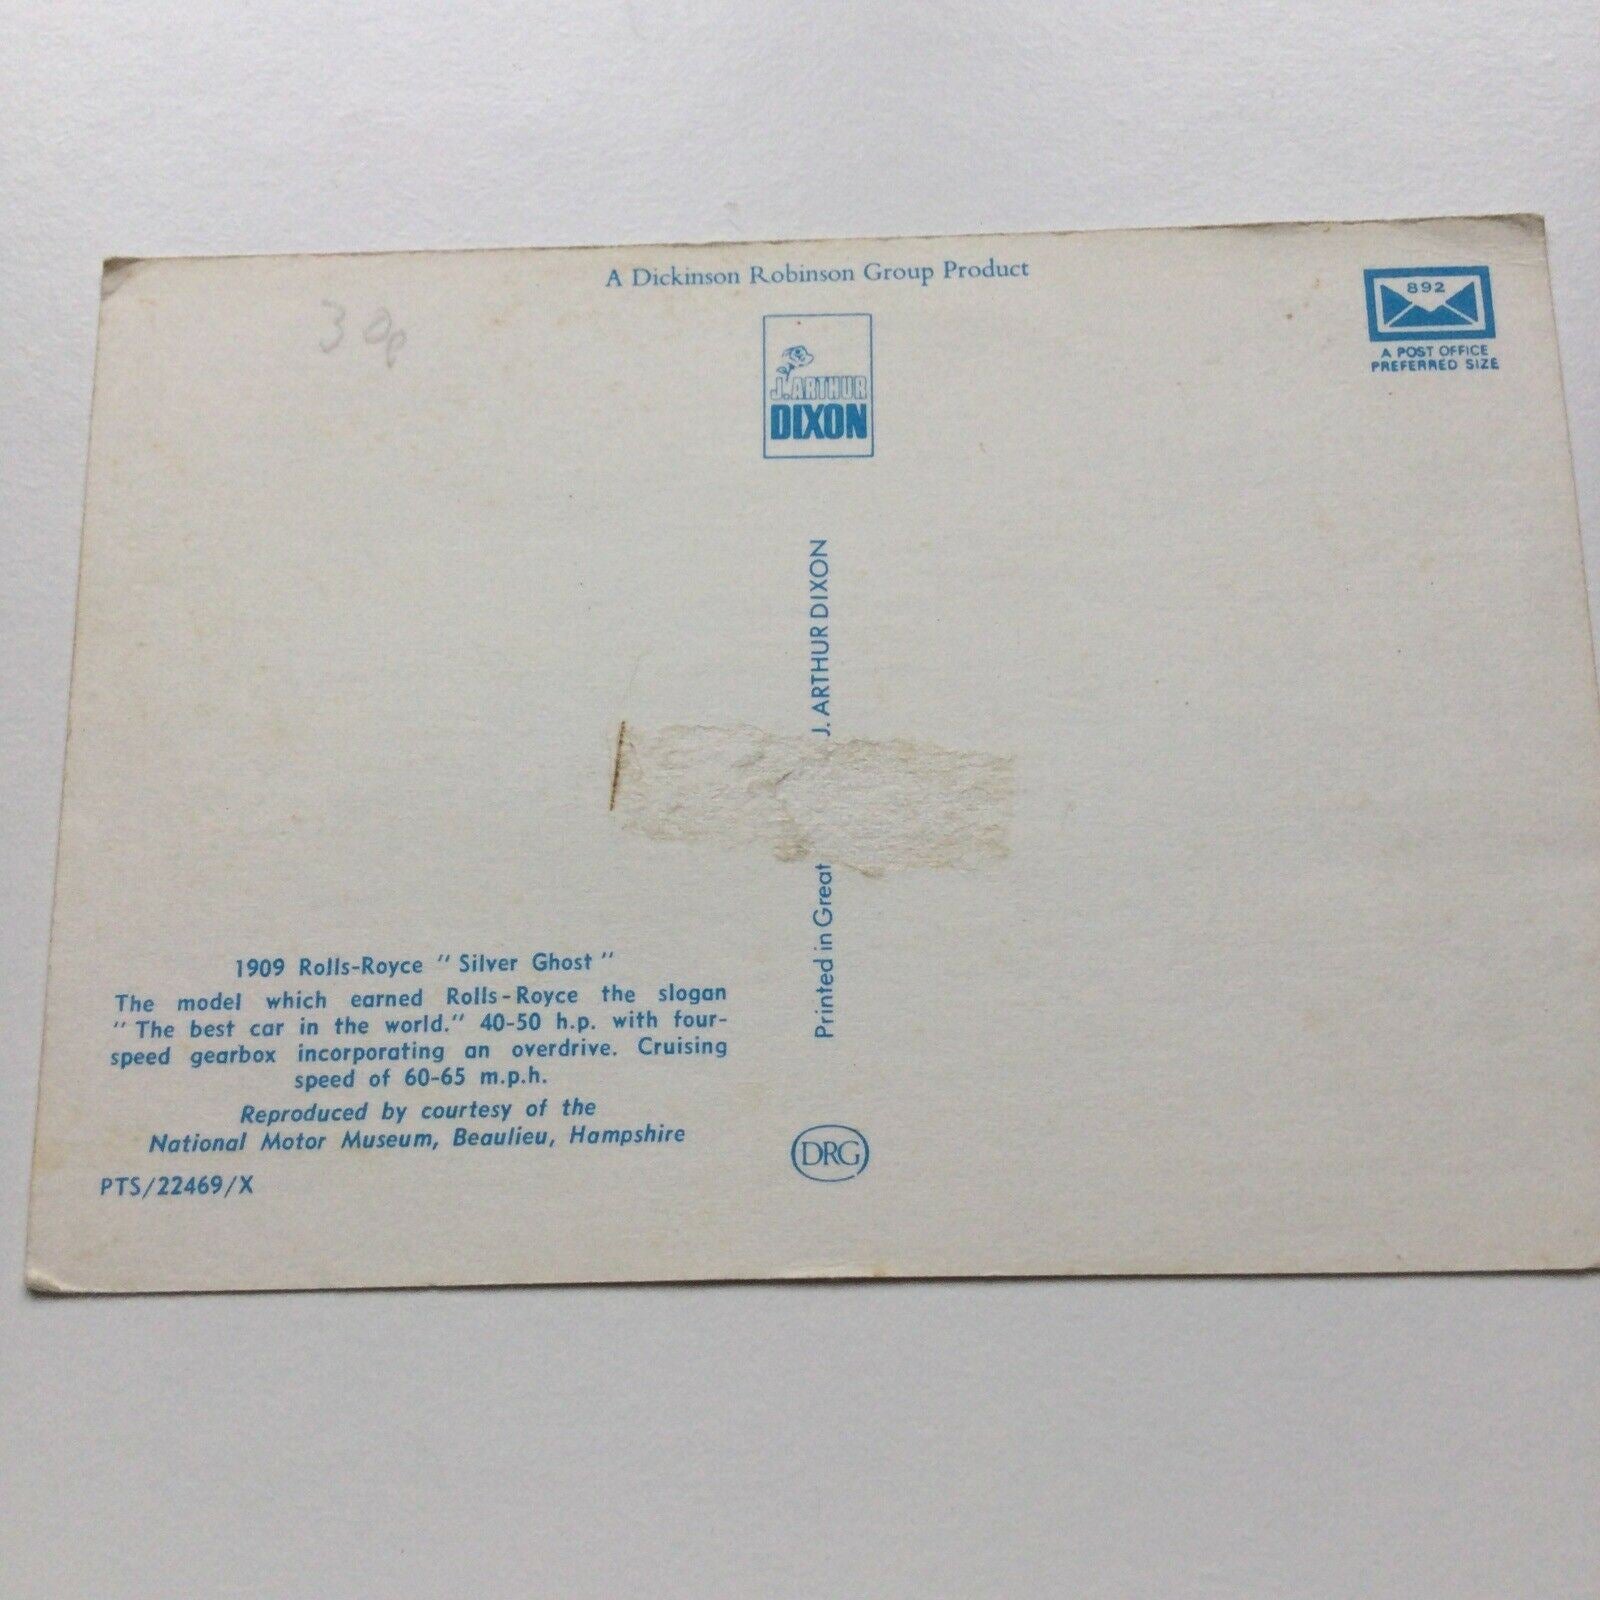 A Dickinson Robinson Group Product
30p
892
A POST OFFICE
PREFERRED SIZE
J. ARTHUR
DIXON
Printed in Great
J. ARTHUR DIXON
1909 Rolls-Royce "Silver Ghost"
The model which earned Rolls-Royce the slogan
"The best car in the world." 40-50 h.p. with four-
speed gearbox incorporating an overdrive. Cruising
speed of 60-65 m.p.h.
Reproduced by courtesy of the
National Motor Museum, Beaulieu, Hampshire
PTS/22469/X
DRG